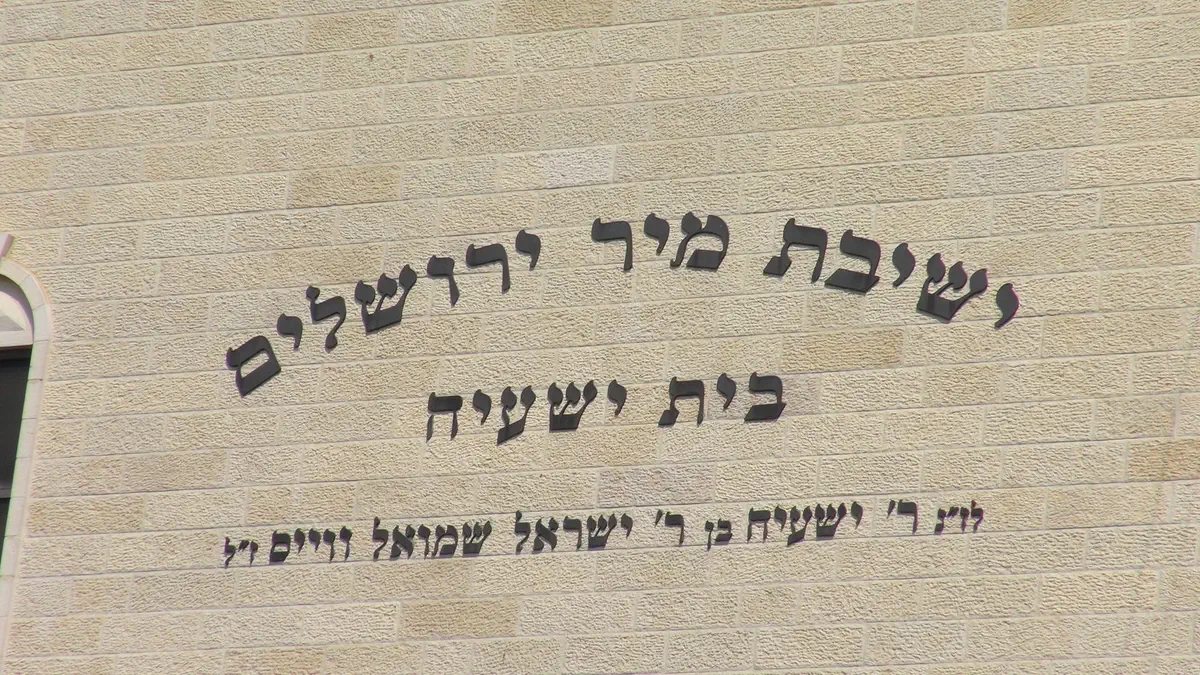 ישיבת מיר ירושלים
בית ישעיה
לז״נ ר׳ ישעיה בן ר׳ ישראל שמואל ווייס ז״ל